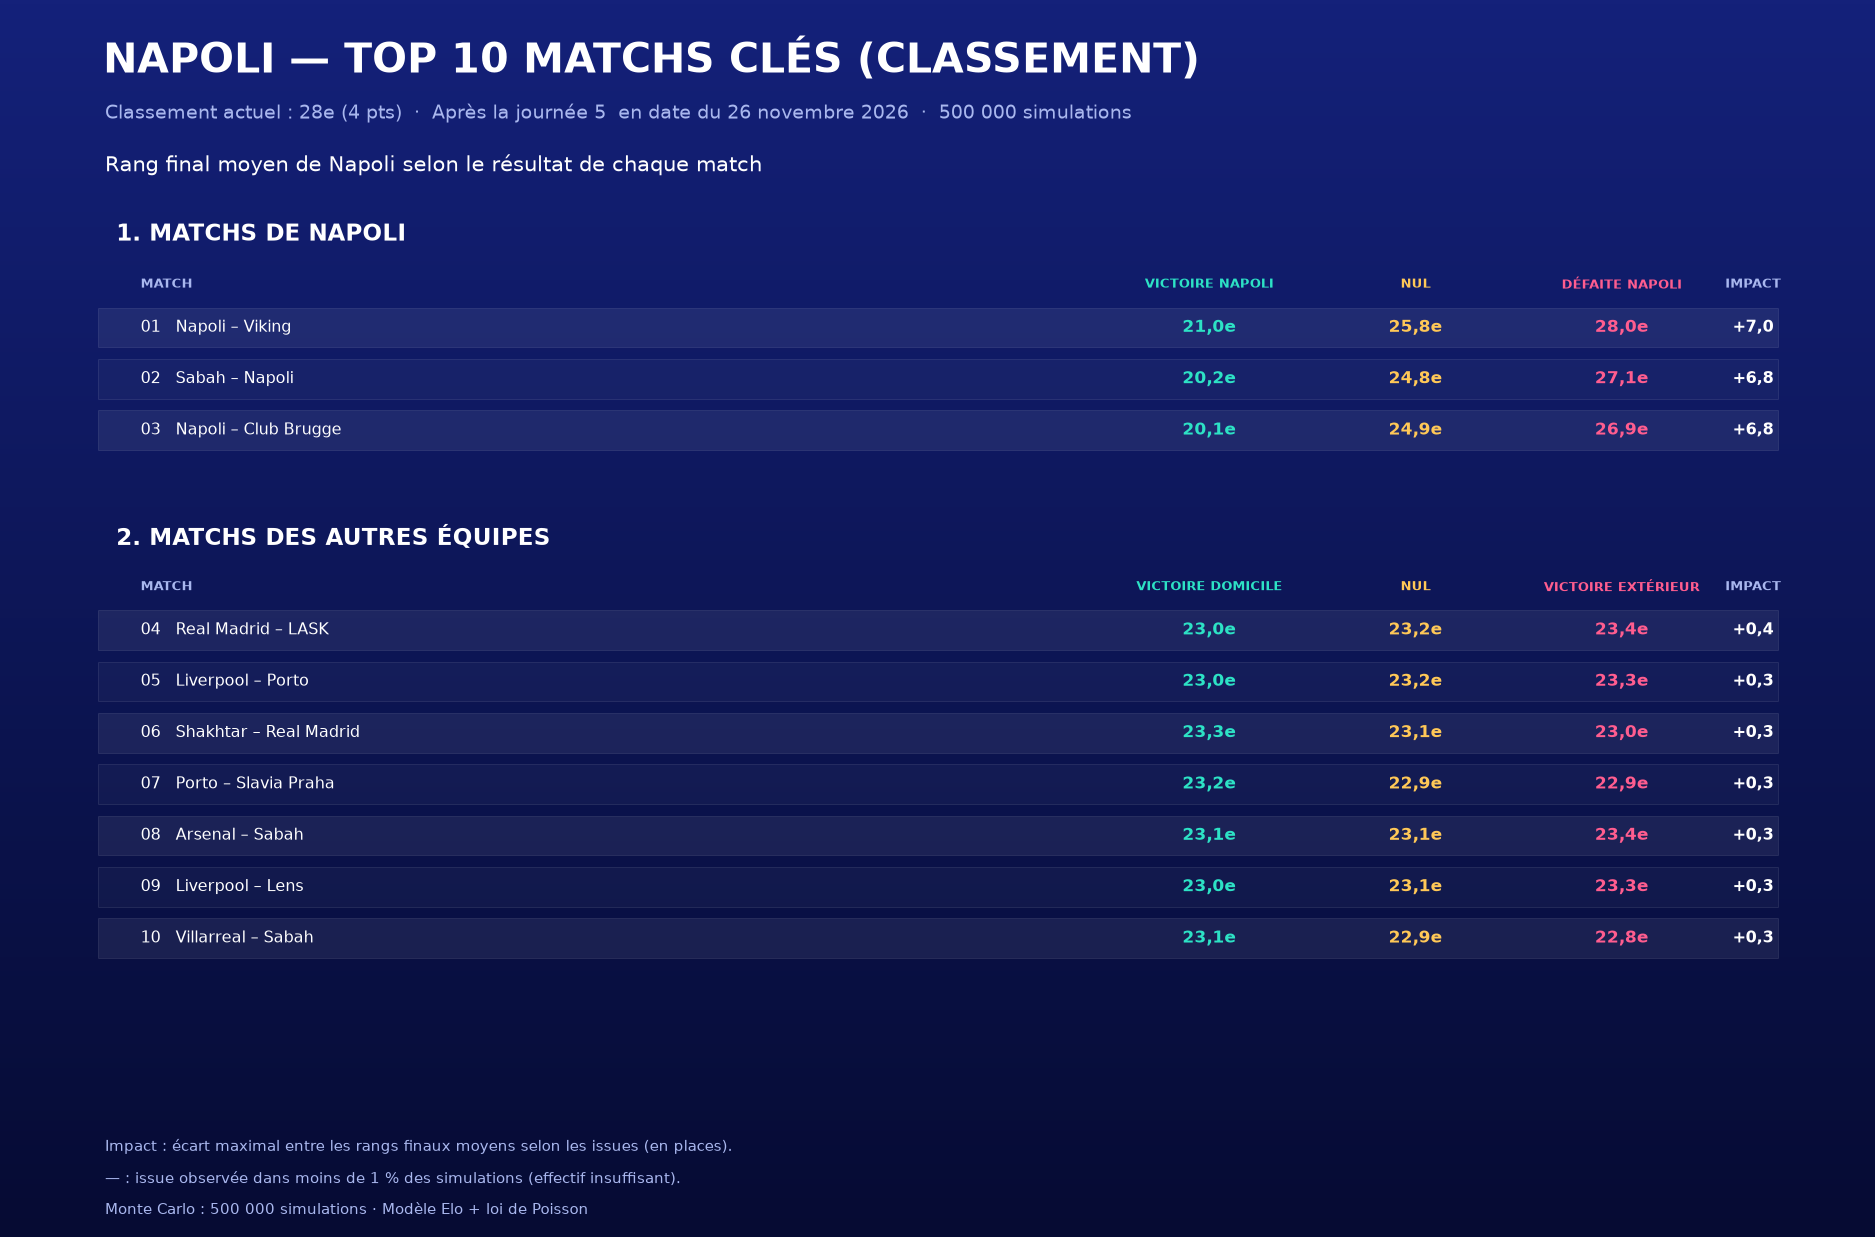 NAPOLI — TOP 10 MATCHS CLÉS (CLASSEMENT)
Classement actuel : 28e (4 pts) · Après la journée 5 en date du 26 novembre 2026 · 500 000 simulations
Rang final moyen de Napoli selon le résultat de chaque match
1. MATCHS DE NAPOLI
MATCH VICTOIRE NAPOLI NUL DÉFAITE NAPOLI IMPACT
01 Napoli – Viking 21,0e 25,8e 28,0e +7,0
02 Sabah – Napoli 20,2e 24,8e 27,1e +6,8
03 Napoli – Club Brugge 20,1e 24,9e 26,9e +6,8
2. MATCHS DES AUTRES ÉQUIPES
MATCH VICTOIRE DOMICILE NUL VICTOIRE EXTÉRIEUR IMPACT
04 Real Madrid – LASK 23,0e 23,2e 23,4e +0,4
05 Liverpool – Porto 23,0e 23,2e 23,3e +0,3
06 Shakhtar – Real Madrid 23,3e 23,1e 23,0e +0,3
07 Porto – Slavia Praha 23,2e 22,9e 22,9e +0,3
08 Arsenal – Sabah 23,1e 23,1e 23,4e +0,3
09 Liverpool – Lens 23,0e 23,1e 23,3e +0,3
10 Villarreal – Sabah 23,1e 22,9e 22,8e +0,3
Impact : écart maximal entre les rangs finaux moyens selon les issues (en places).
— : issue observée dans moins de 1 % des simulations (effectif insuffisant).
Monte Carlo : 500 000 simulations · Modèle Elo + loi de Poisson